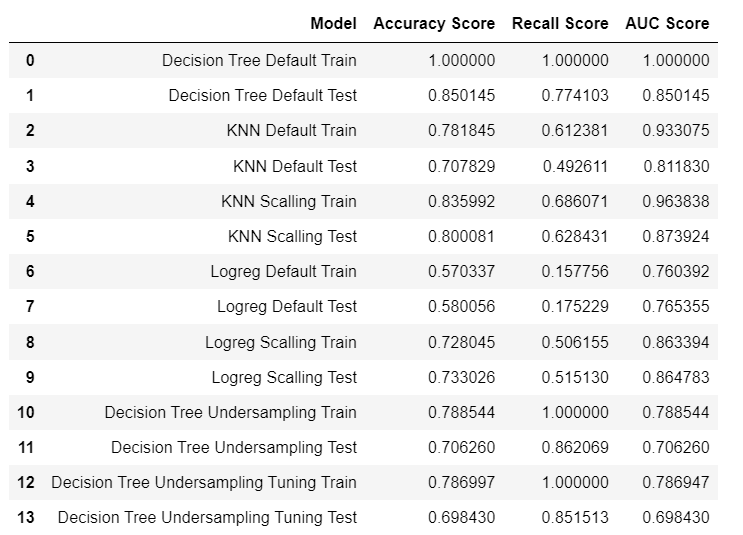 Model Accuracy Score Recall Score AUC Score
0 Decision Tree Default Train 1.000000 1.000000 1.000000
1 Decision Tree Default Test 0.850145 0.774103 0.850145
2 KNN Default Train 0.781845 0.612381 0.933075
3 KNN Default Test 0.707829 0.492611 0.811830
4 KNN Scalling Train 0.835992 0.686071 0.963838
5 KNN Scalling Test 0.800081 0.628431 0.873924
6 Logreg Default Train 0.570337 0.157756 0.760392
7 Logreg Default Test 0.580056 0.175229 0.765355
8 Logreg Scalling Train 0.728045 0.506155 0.863394
9 Logreg Scalling Test 0.733026 0.515130 0.864783
10 Decision Tree Undersampling Train 0.788544 1.000000 0.788544
11 Decision Tree Undersampling Test 0.706260 0.862069 0.706260
12 Decision Tree Undersampling Tuning Train 0.786997 1.000000 0.786947
13 Decision Tree Undersampling Tuning Test 0.698430 0.851513 0.698430